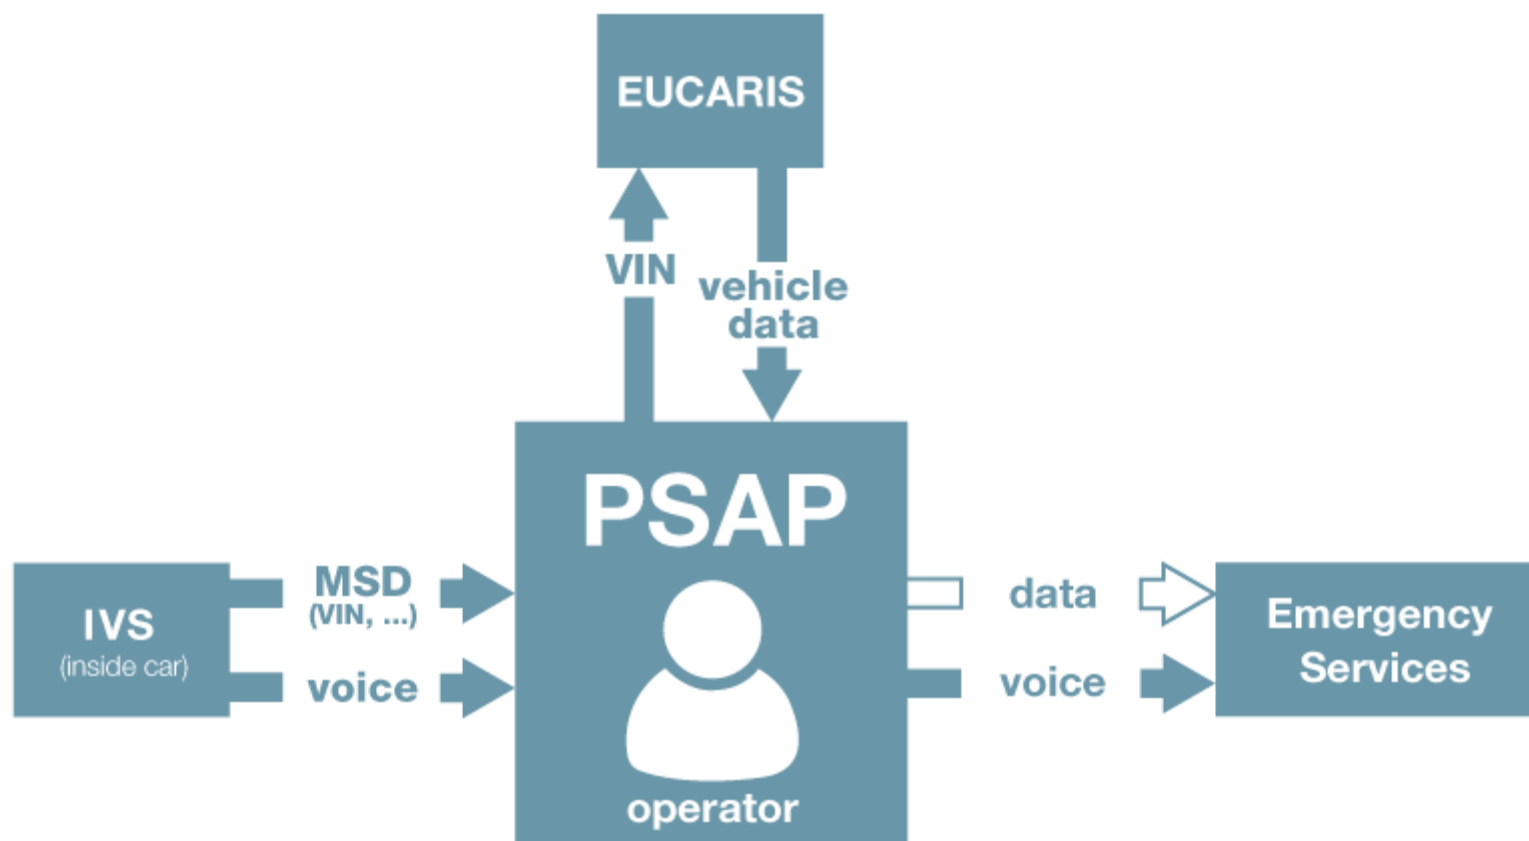 EUCARIS
VIN
vehicle
data
PSAP
operator
IVS
(inside car)
MSD
(VIN, ...)
voice
data
voice
Emergency
Services